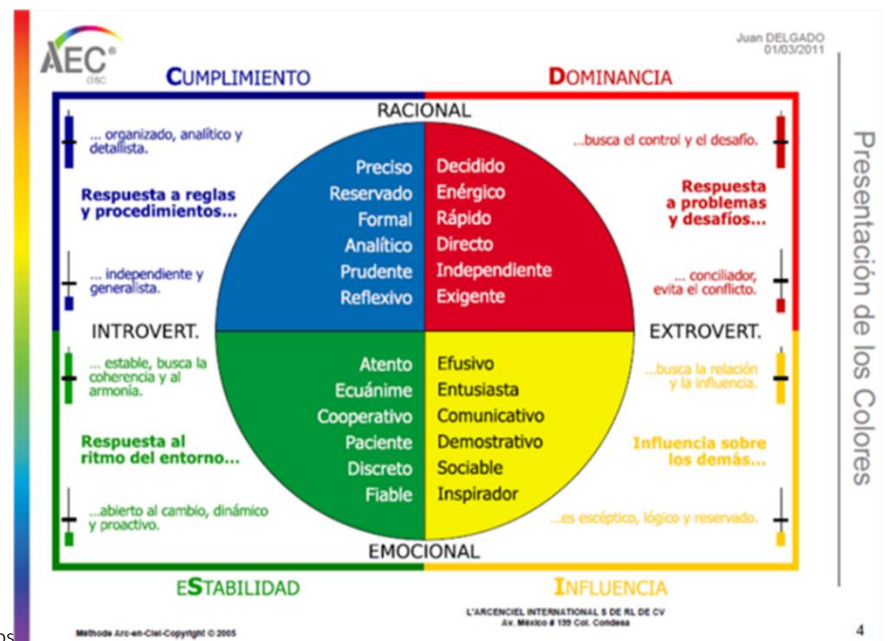 AEC®
disc
Juan DELGADO
01/03/2011
CUMPLIMIENTO
DOMINANCIA
RACIONAL
... organizado, analítico y
detallista.
Respuesta a reglas
y procedimientos...
... independiente y
generalista.
Preciso
Reservado
Formal
Analítico
Prudente
Reflexivo
Decidido
Enérgico
Rápido
Directo
Independiente
Exigente
...busca el control y el desafío.
Respuesta
a problemas
y desafíos...
... conciliador,
evita el conflicto.
INTROVERT.
EXTROVERT.
... estable, busca la
coherencia y al
armonía.
Respuesta al
ritmo del entorno...
...abierto al cambio, dinámico
y proactivo.
Atento
Ecuánime
Cooperativo
Paciente
Discreto
Fiable
Efusivo
Entusiasta
Comunicativo
Demostrativo
Sociable
Inspirador
...busca la relación
y la influencia.
Influencia sobre
los demás...
...es escéptico, lógico y reservado.
EMOCIONAL
eSTABILIDAD
INFLUENCIA
Presentación de los Colores
L'ARCENCIEL INTERNATIONAL S DE RL DE CV
Av. México # 199 Col. Condesa
Méthode Arc-en-Ciel-Copyright © 2005
4